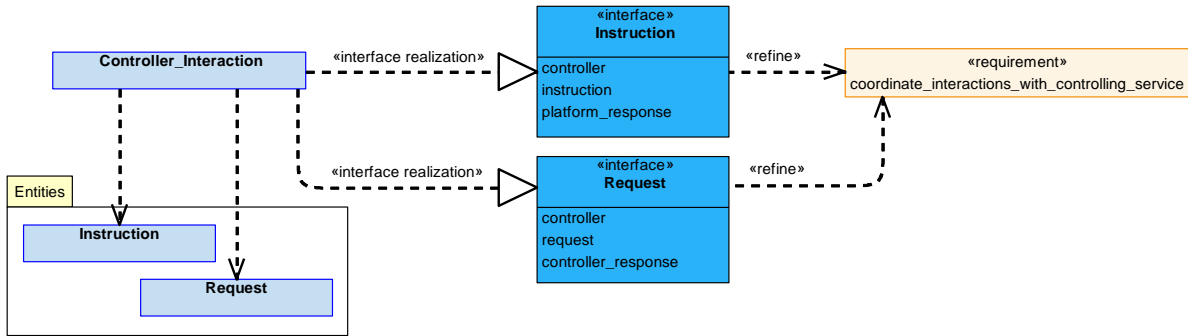 Controller_Interaction
«interface realization»
«interface»
Instruction
controller
instruction
platform_response
«refine»
«requirement»
coordinate_interactions_with_controlling_service
«interface realization»
«interface»
Request
controller
request
controller_response
«refine»
Entities
Instruction
Request